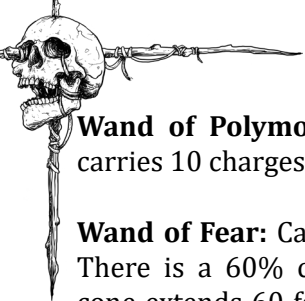 Wand of Polymo
carries 10 charges
Wand of Fear: Ca
There is a 60% c
cone extends 60 f